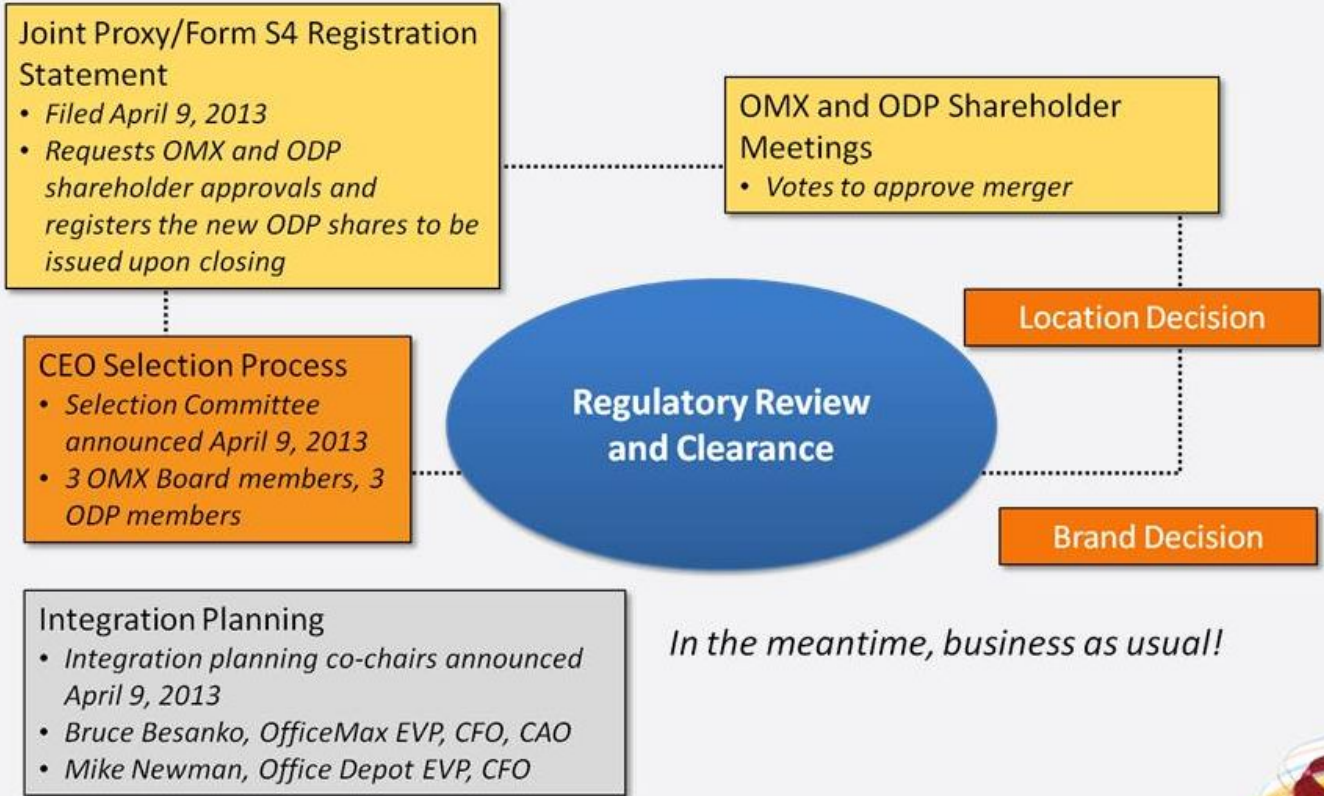 Joint Proxy/Form S4 Registration
Statement
• Filed April 9, 2013
• Requests OMX and ODP
shareholder approvals and
registers the new ODP shares to be
issued upon closing
OMX and ODP Shareholder
Meetings
• Votes to approve merger
Location Decision
CEO Selection Process
• Selection Committee
announced April 9, 2013
• 3 OMX Board members, 3
ODP members
Regulatory Review
and Clearance
Brand Decision
Integration Planning
• Integration planning co-chairs announced
April 9, 2013
• Bruce Besanko, OfficeMax EVP, CFO, CAO
• Mike Newman, Office Depot EVP, CFO
In the meantime, business as usual!